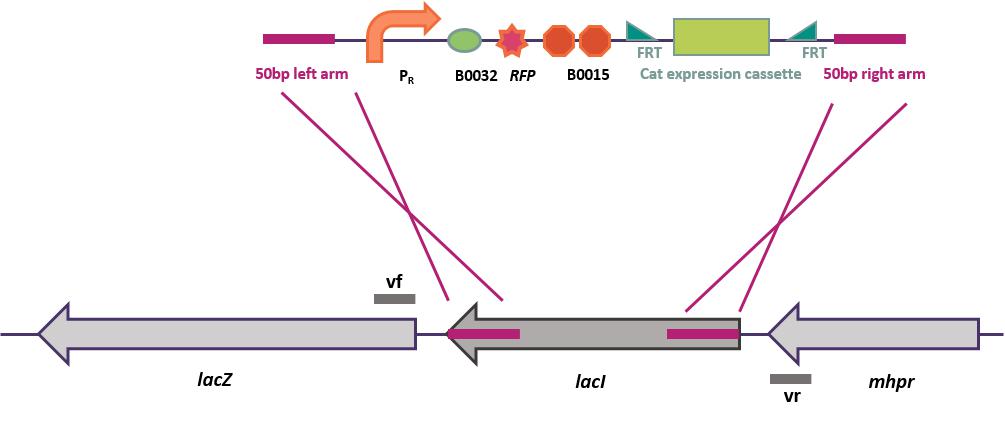 FRT FRT
50bp left arm PR B0032 RFP B0015 Cat expression cassette 50bp right arm
vf
lacZ lacI mhpr
vr